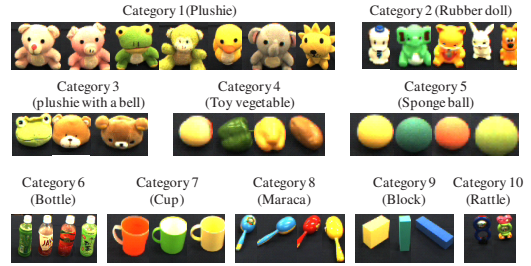 Category 1(Plushie)
Category 2 (Rubber doll)
Category 3
(plushie with a bell)
Category 4
(Toy vegetable)
Category 5
(Sponge ball)
Category 6
(Bottle)
Category 7
(Cup)
Category 8
(Maraca)
Category 9
(Block)
Category 10
(Rattle)